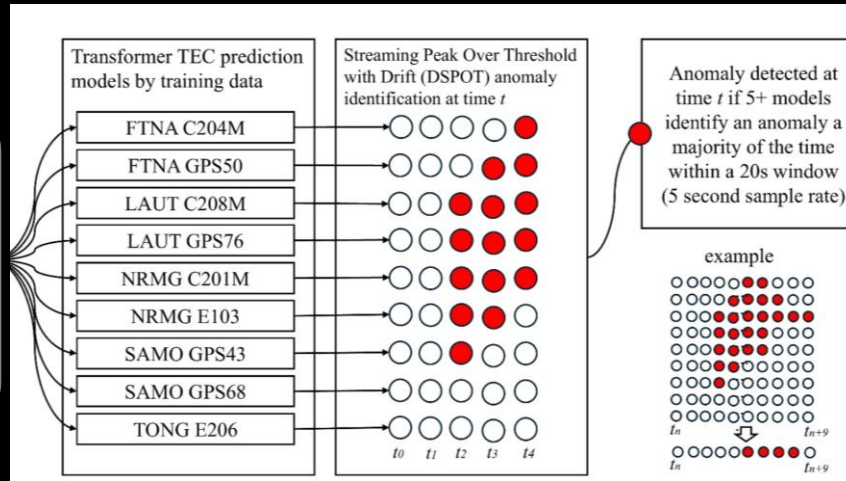 Transformer TEC prediction
models by training data
FTNA C204M
FTNA GPS50
LAUT C208M
LAUT GPS76
NRMG C201M
NRMG E103
SAMO GPS43
SAMO GPS68
TONG E206
Streaming Peak Over Threshold
with Drift (DSPOT) anomaly
identification at time t
t0 t1 t2 t3 t4
Anomaly detected at
time t if 5+ models
identify an anomaly a
majority of the time
within a 20s window
(5 second sample rate)
example
tn tn+9
tn tn+9